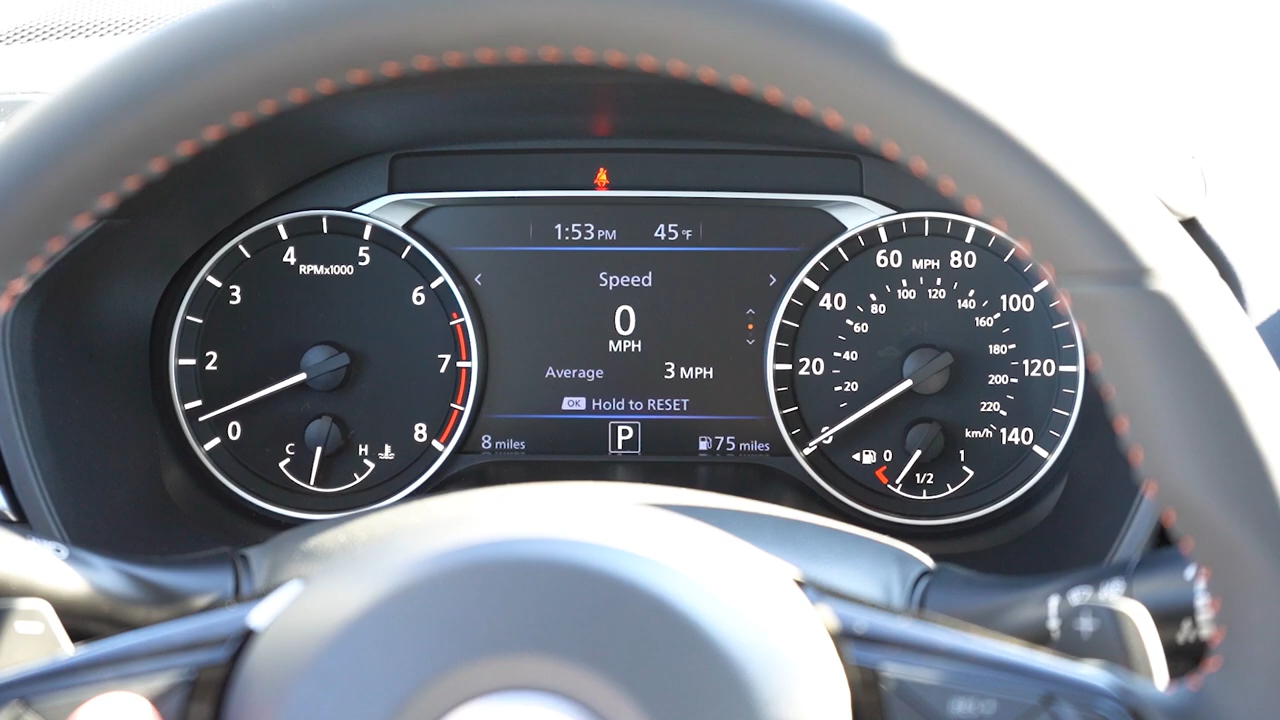 1:53 PM 45°F
< Speed >
0
MPH
Average 3 MPH
OK Hold to RESET
8 miles P 75 miles
RPMx1000
0 1 2 3 4 5 6 7 8
C H
MPH
0 20 40 60 80 100 120 140
20 40 60 80 100 120 140 160 180 200 220
km/h
0 1/2 1